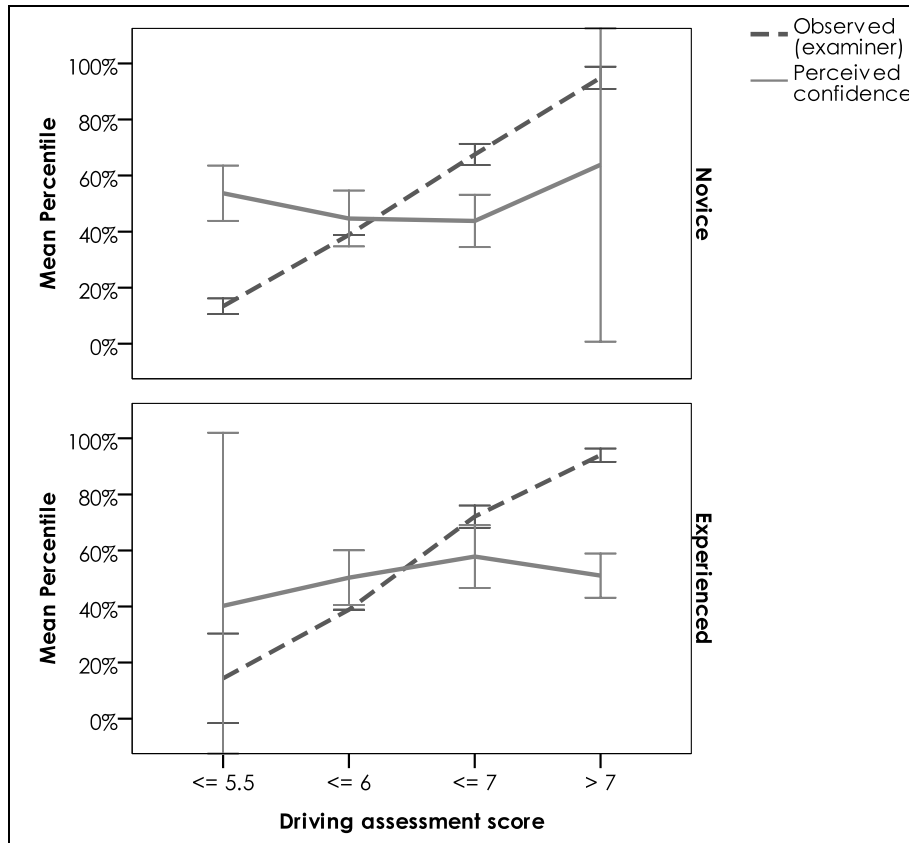 Observed
(examiner)
Perceived
confidence
100%
80%
60%
40%
20%
0%
Mean Percentile
Novice
100%
80%
60%
40%
20%
0%
Mean Percentile
Experienced
<= 5.5
<= 6
<= 7
> 7
Driving assessment score